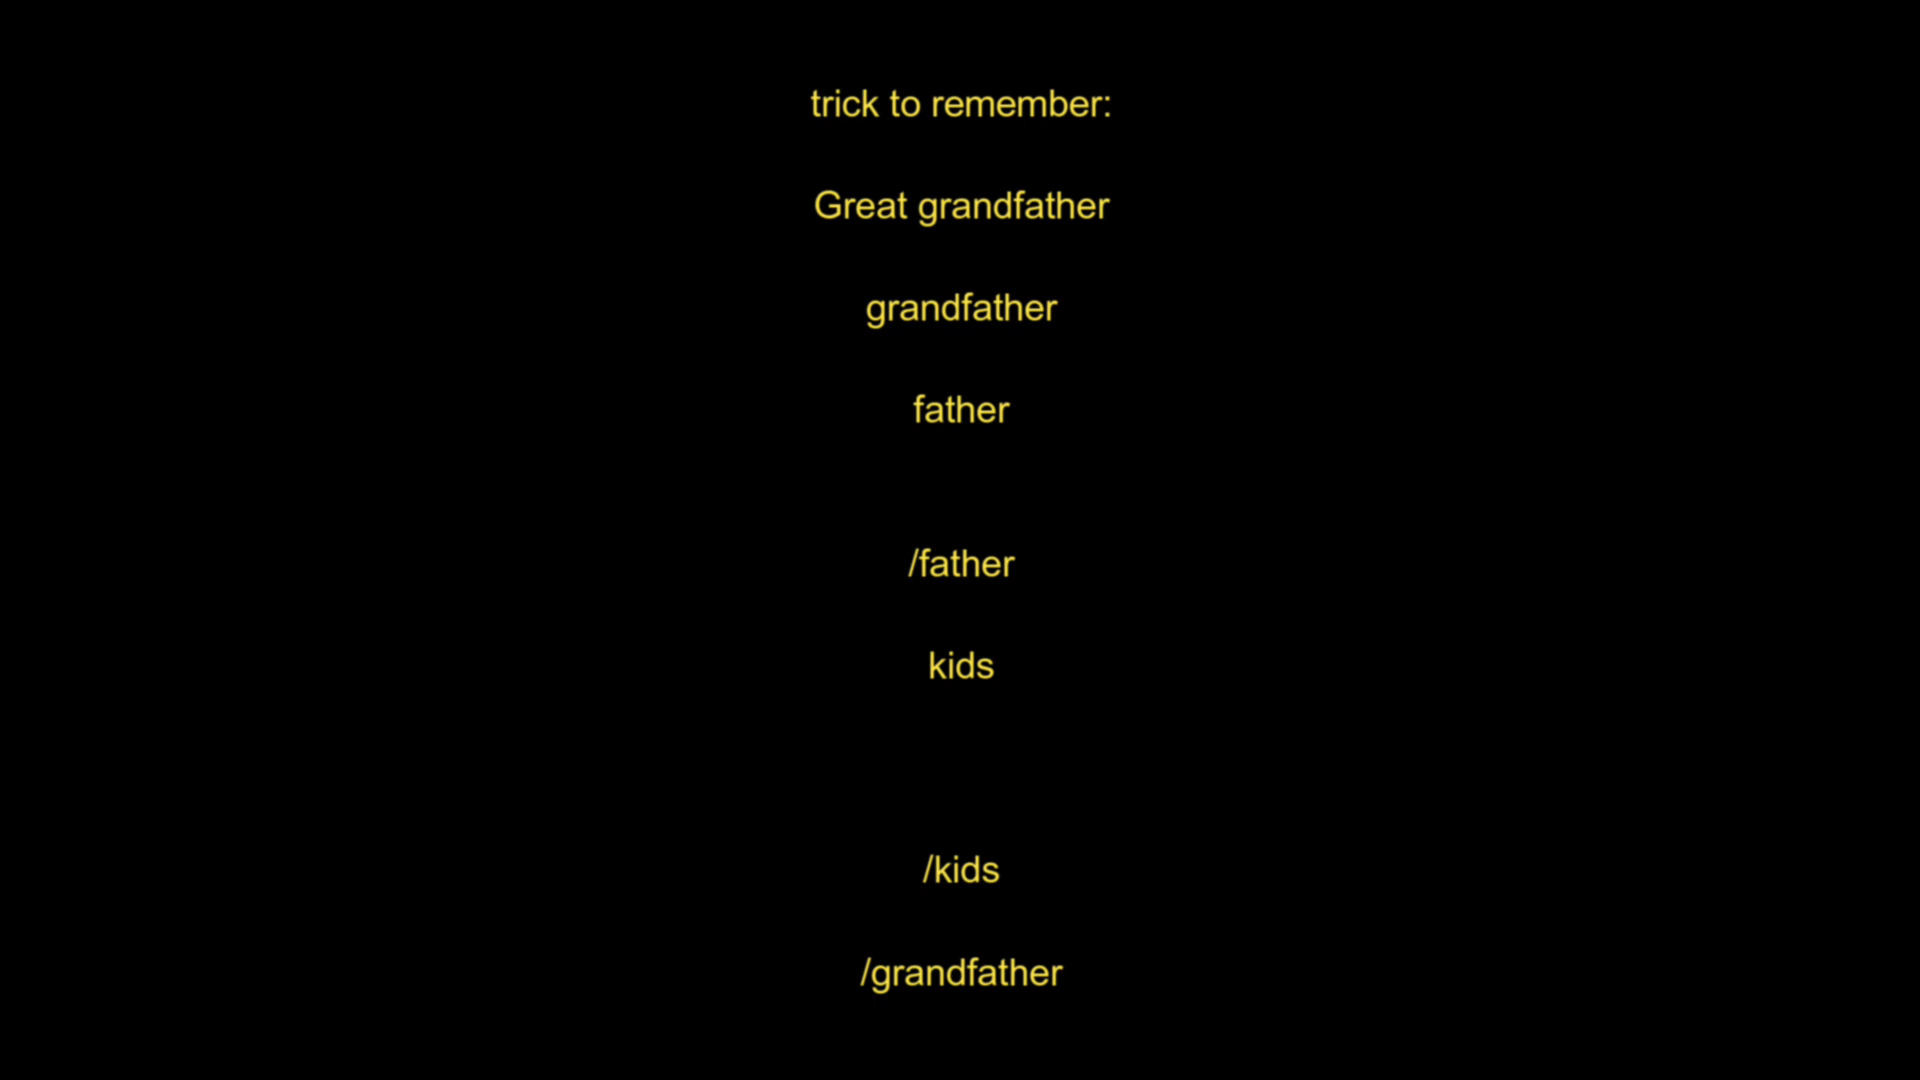 trick to remember:
Great grandfather
grandfather
father
/father
kids
/kids
/grandfather